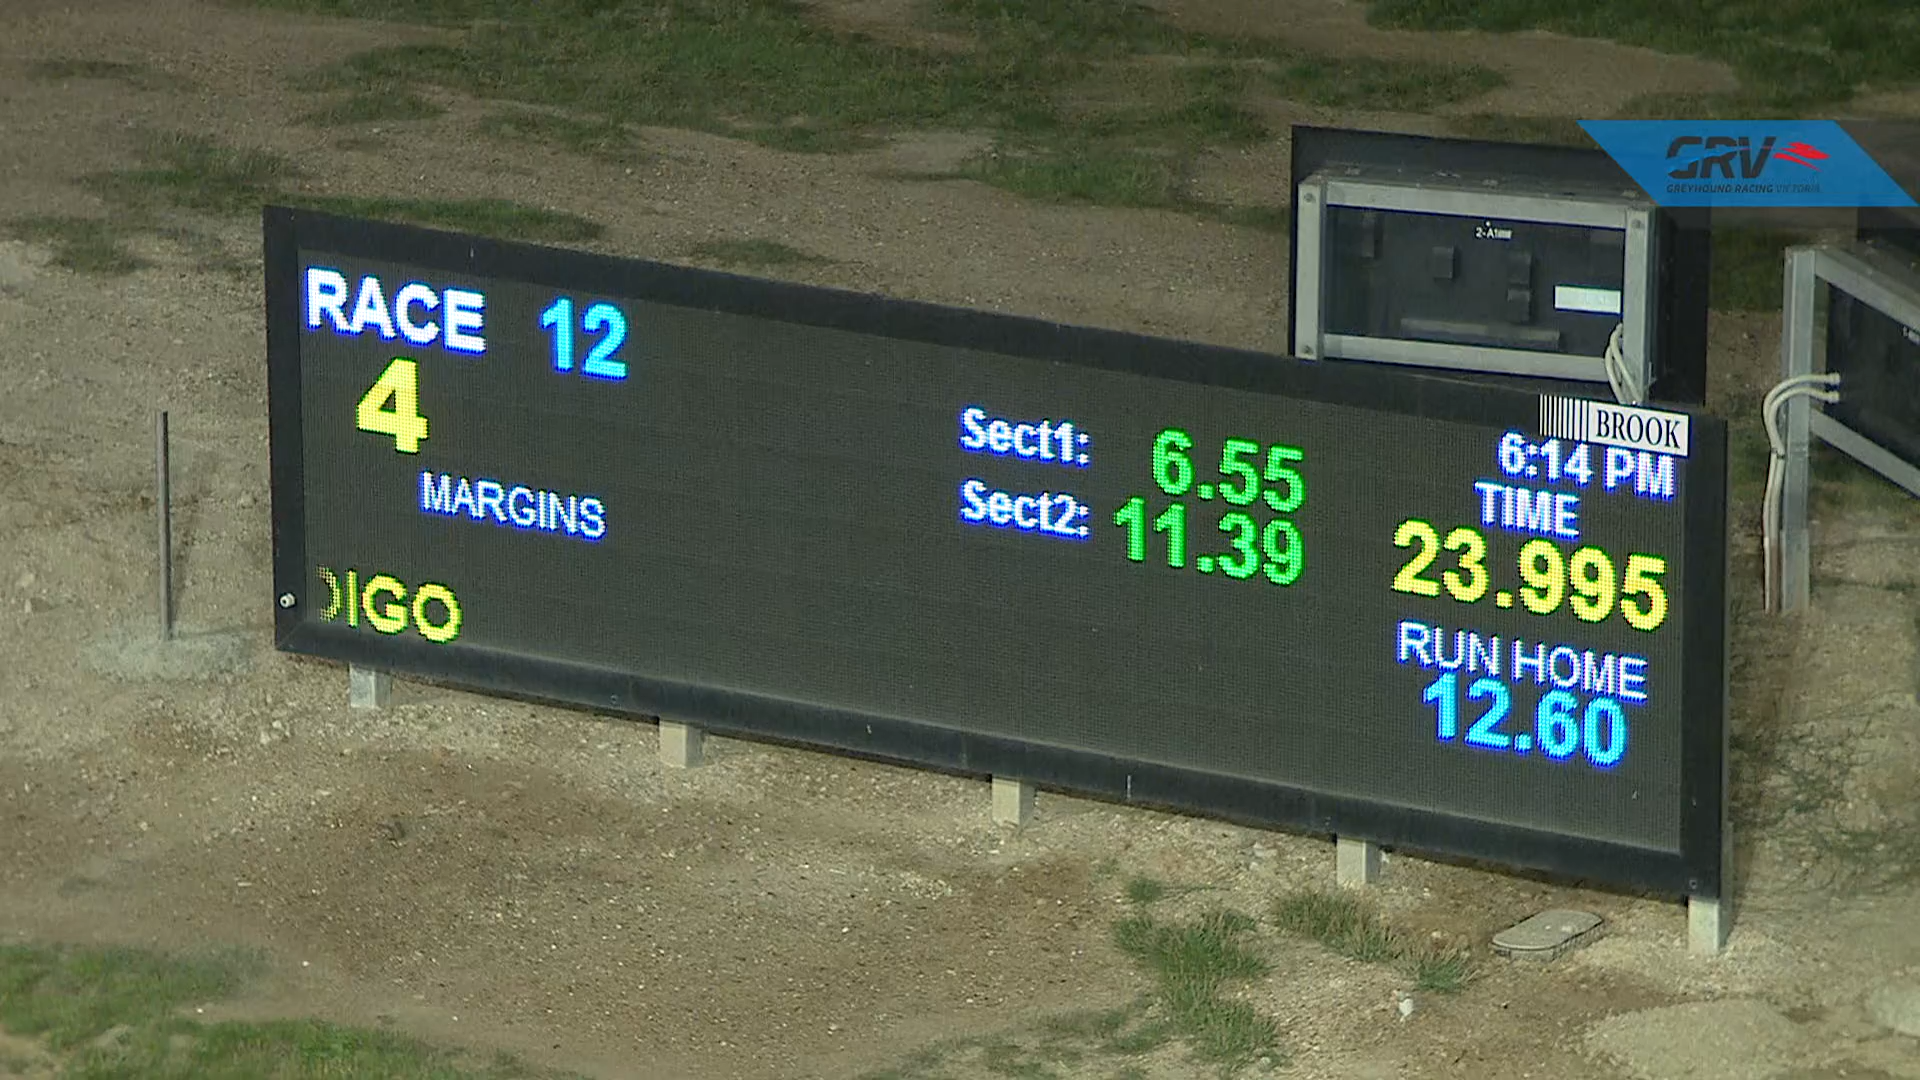 GRV
GREYHOUND RACING VICTORIA
BROOK
RACE 12
6:14 PM
4
Sect1: 6.55
TIME
MARGINS
Sect2: 11.39
23.995
RUN HOME
DIGO
12.60